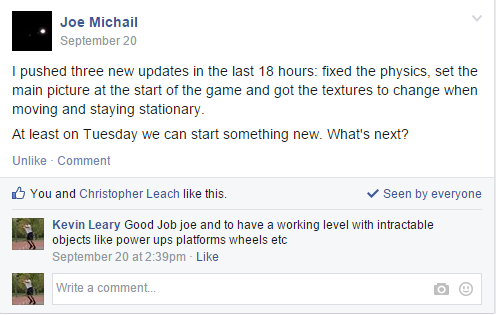 Joe Michail
September 20
I pushed three new updates in the last 18 hours: fixed the physics, set the
main picture at the start of the game and got the textures to change when
moving and staying stationary.
At least on Tuesday we can start something new. What's next?
Unlike · Comment
You and Christopher Leach like this.
Seen by everyone
Kevin Leary Good Job joe and to have a working level with intractable
objects like power ups platforms wheels etc
September 20 at 2:39pm · Like
Write a comment...